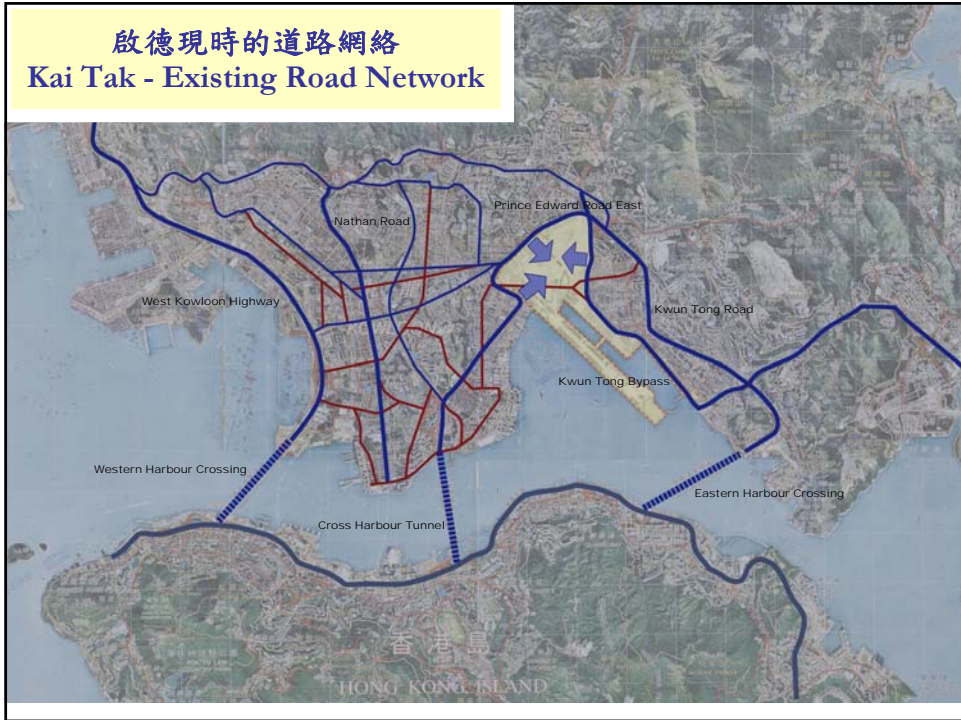 啟德現時的道路網絡
Kai Tak - Existing Road Network
Prince Edward Road East
Nathan Road
West Kowloon Highway
Kwun Tong Road
Kwun Tong Bypass
Western Harbour Crossing
Eastern Harbour Crossing
Cross Harbour Tunnel
香港島
HONG KONG ISLAND